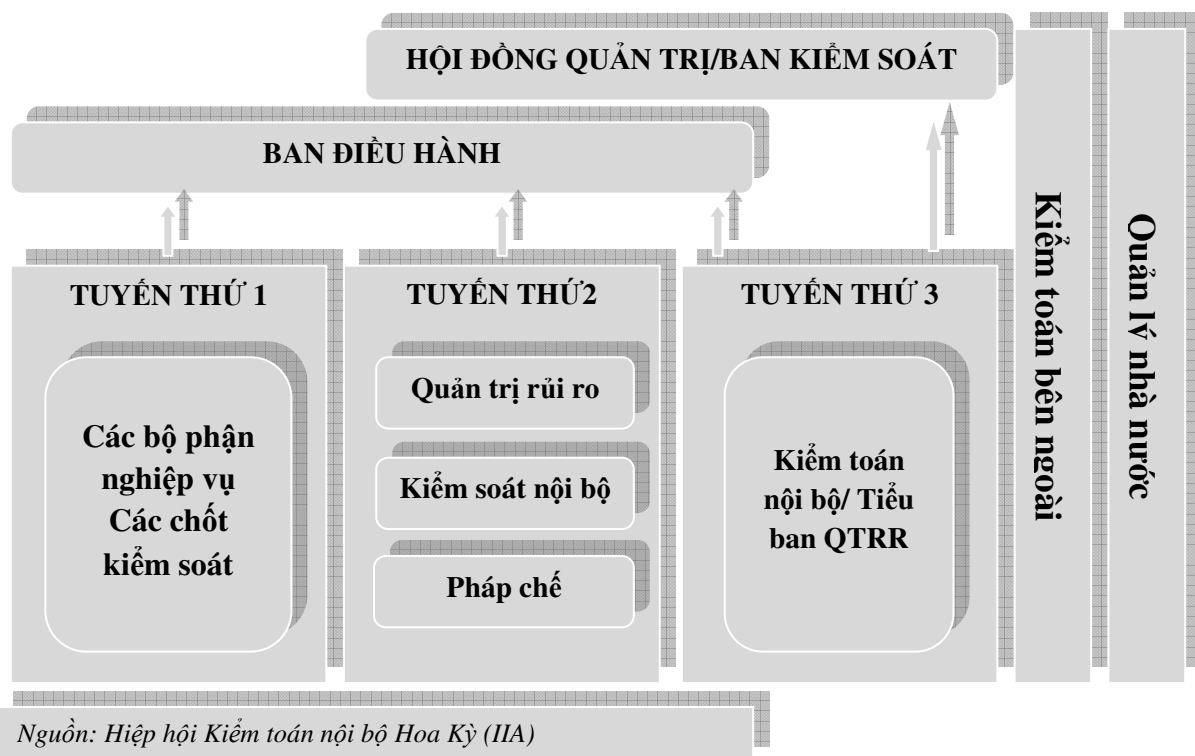 HỘI ĐỒNG QUẢN TRỊ/BAN KIỂM SOÁT
BAN ĐIỀU HÀNH
TUYẾN THỨ 1
Các bộ phận
nghiệp vụ
Các chốt
kiểm soát
TUYẾN THỨ2
Quản trị rủi ro
Kiểm soát nội bộ
Pháp chế
TUYẾN THỨ 3
Kiểm toán
nội bộ/ Tiểu
ban QTRR
Kiểm toán bên ngoài
Quản lý nhà nước
Nguồn: Hiệp hội Kiểm toán nội bộ Hoa Kỳ (IIA)